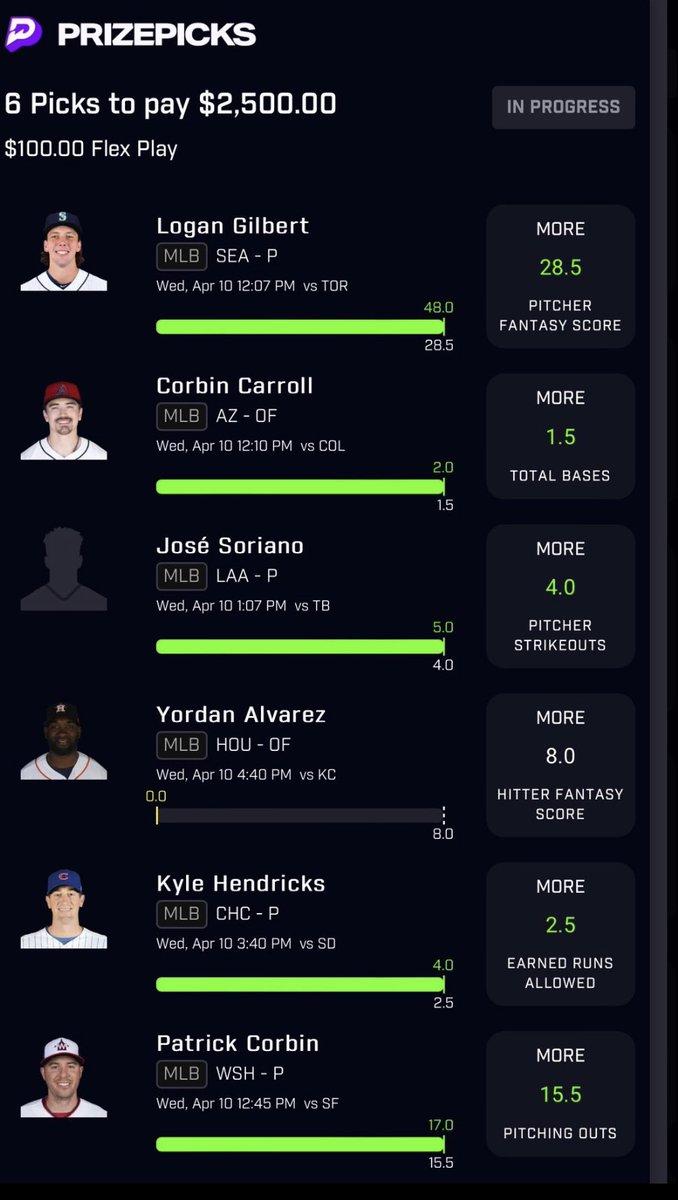 PRIZEPICKS
6 Picks to pay $2,500.00
IN PROGRESS
$100.00 Flex Play
Logan Gilbert
MLB SEA - P
Wed, Apr 10 12:07 PM vs TOR
48.0
28.5
MORE
28.5
PITCHER
FANTASY SCORE
Corbin Carroll
MLB AZ - OF
Wed, Apr 10 12:10 PM vs COL
2.0
1.5
MORE
1.5
TOTAL BASES
José Soriano
MLB LAA - P
Wed, Apr 10 1:07 PM vs TB
5.0
4.0
MORE
4.0
PITCHER
STRIKEOUTS
Yordan Alvarez
MLB HOU - OF
Wed, Apr 10 4:40 PM vs KC
0.0
8.0
MORE
8.0
HITTER FANTASY
SCORE
Kyle Hendricks
MLB CHC - P
Wed, Apr 10 3:40 PM vs SD
4.0
2.5
MORE
2.5
EARNED RUNS
ALLOWED
Patrick Corbin
MLB WSH - P
Wed, Apr 10 12:45 PM vs SF
17.0
15.5
MORE
15.5
PITCHING OUTS